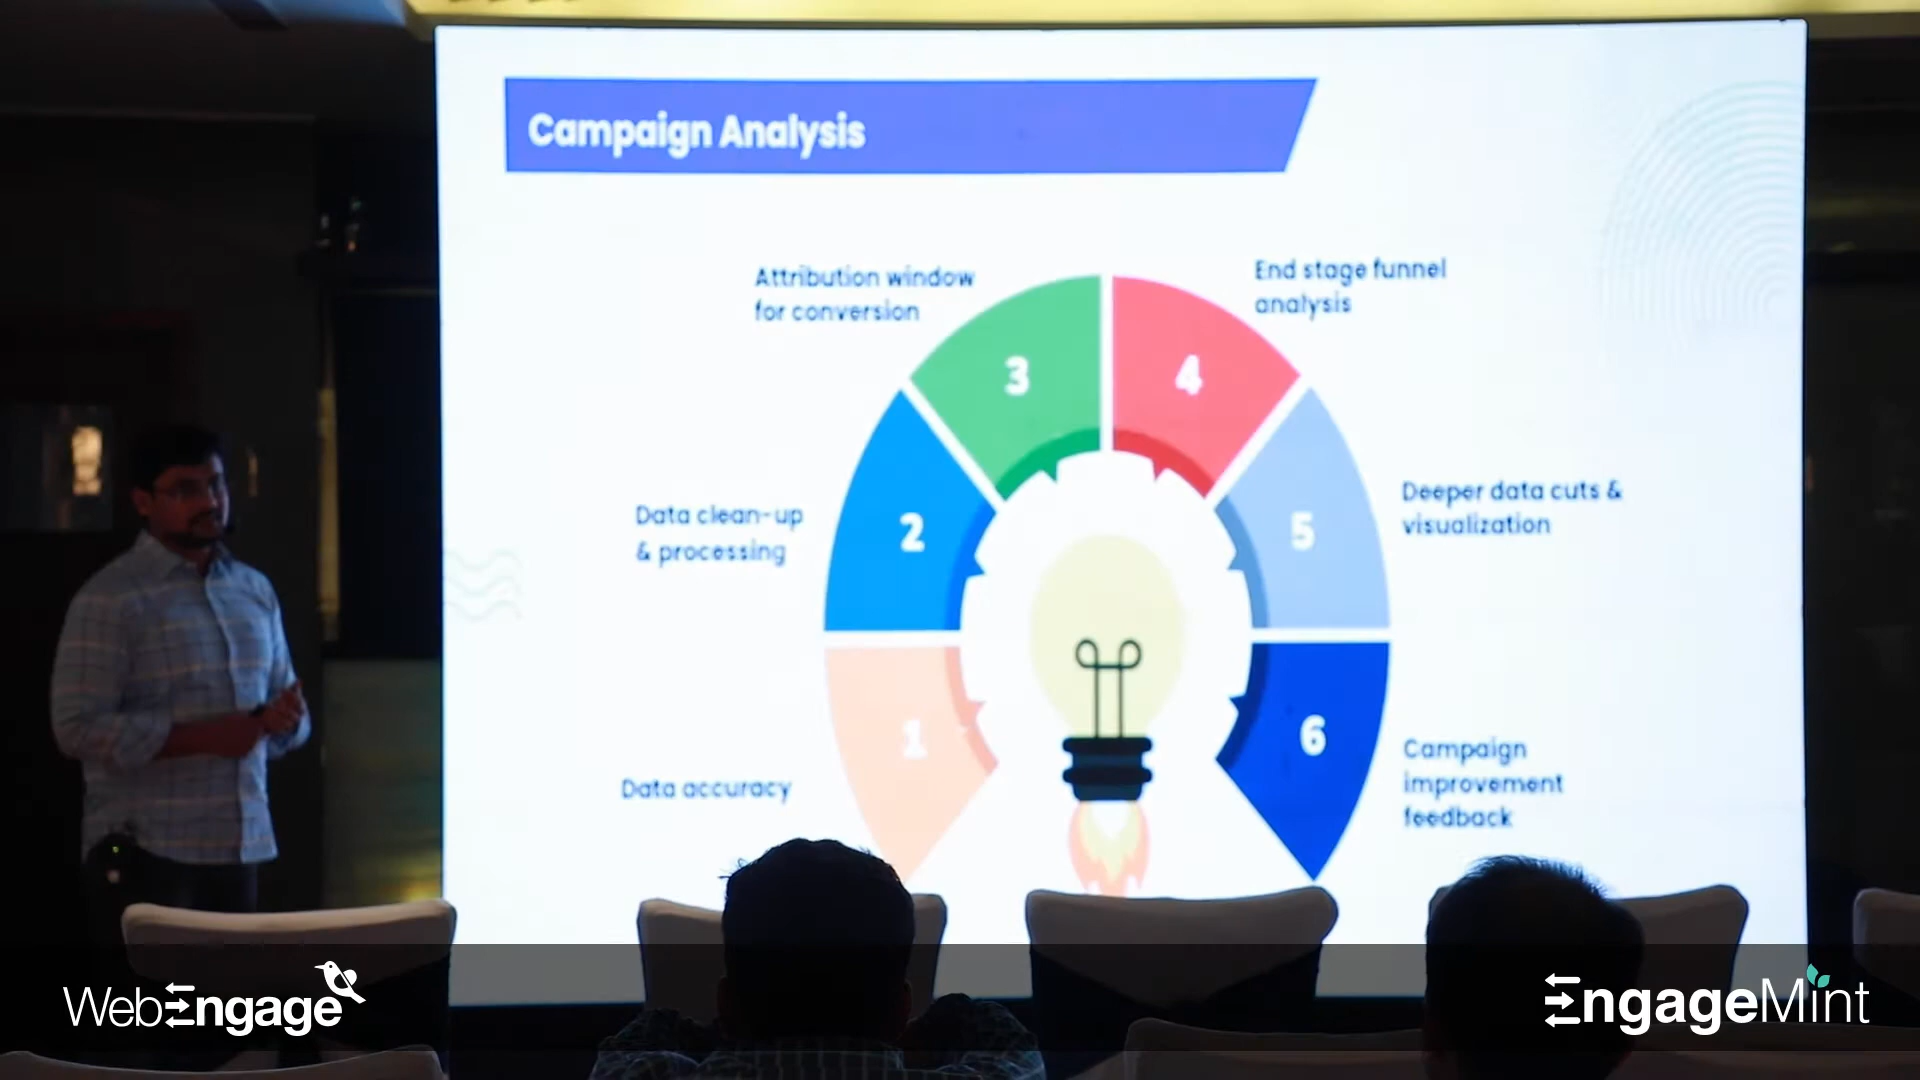 Campaign Analysis
Attribution window
for conversion
End stage funnel
analysis
3
4
Data clean-up
& processing
2
5
Deeper data cuts &
visualization
1
6
Data accuracy
Campaign
improvement
feedback
WebEngage
EngageMint